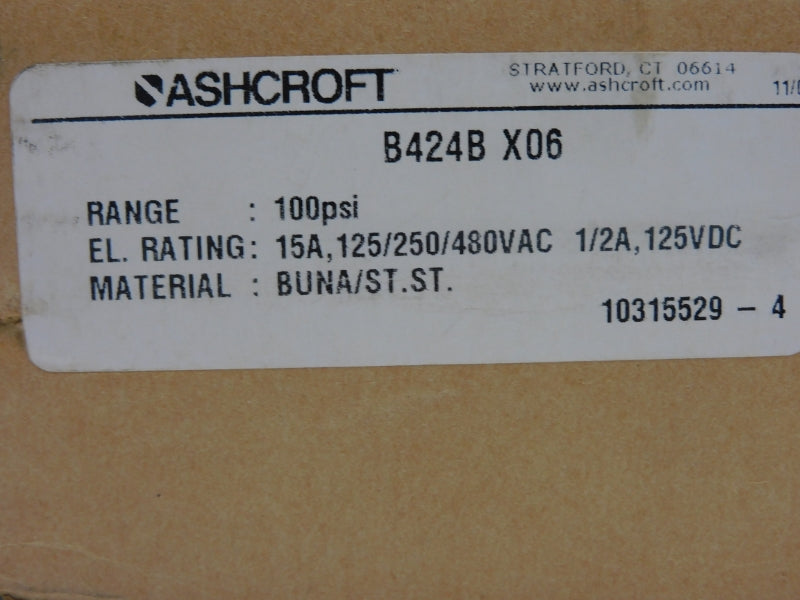 ASHCROFT
STRATFORD, CT 06614
www.ashcroft.com
11/
B424B X06
RANGE : 100psi
EL. RATING: 15A,125/250/480VAC 1/2A,125VDC
MATERIAL : BUNA/ST.ST.
10315529 - 4